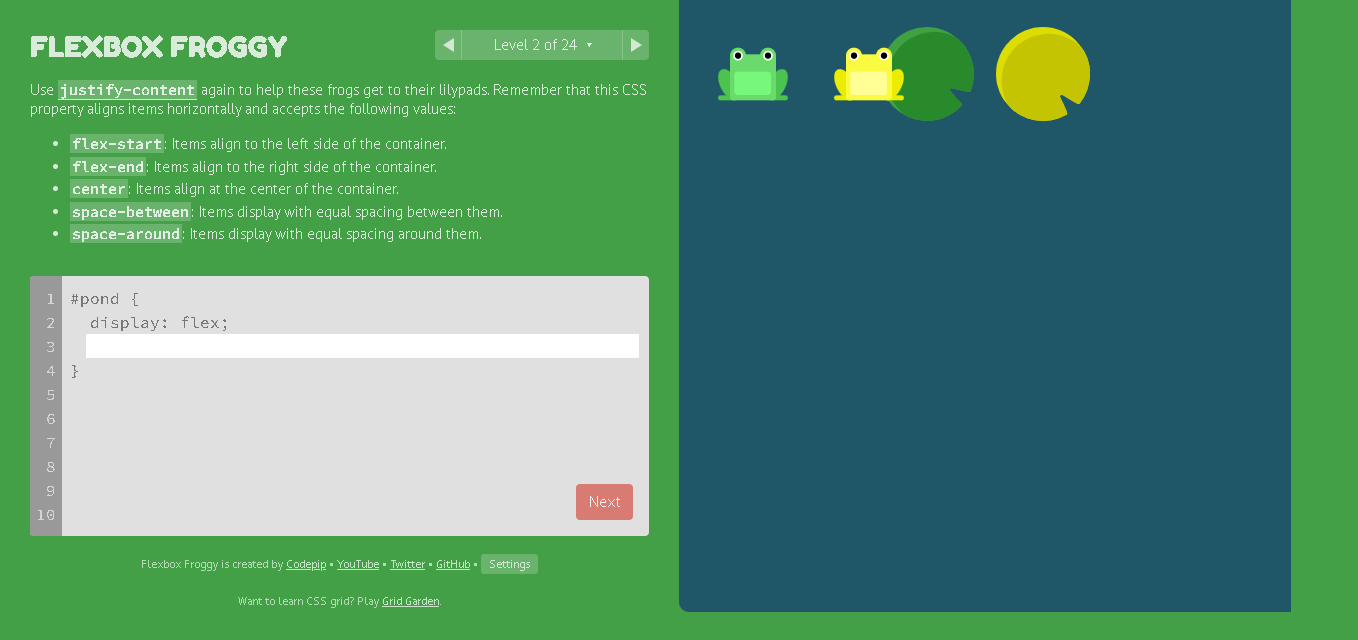 FLEXBOX FROGGY
Level 2 of 24
Use justify-content again to help these frogs get to their lilypads. Remember that this CSS
property aligns items horizontally and accepts the following values:
flex-start: Items align to the left side of the container.
flex-end: Items align to the right side of the container.
center: Items align at the center of the container.
space-between: Items display with equal spacing between them.
space-around: Items display with equal spacing around them.
1 #pond {
2 display: flex;
3
4 }
5
6
7
8
9
10
Next
Flexbox Froggy is created by Codepip • YouTube • Twitter • GitHub • Settings
Want to learn CSS grid? Play Grid Garden.